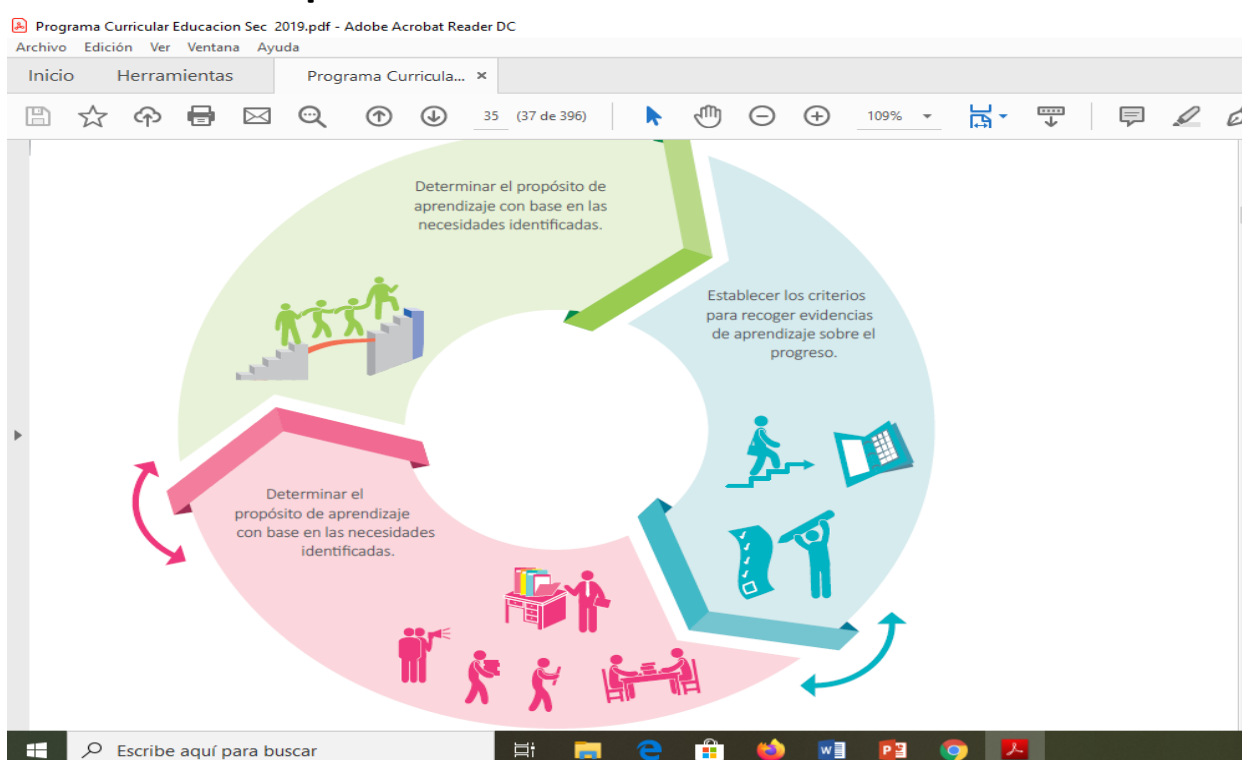 Programa Curricular Educacion Sec 2019.pdf - Adobe Acrobat Reader DC
Archivo Edición Ver Ventana Ayuda
Inicio Herramientas Programa Curricula... ×
35 (37 de 396) 109%
Determinar el propósito de
aprendizaje con base en las
necesidades identificadas.
Establecer los criterios
para recoger evidencias
de aprendizaje sobre el
progreso.
Determinar el
propósito de aprendizaje
con base en las necesidades
identificadas.
Escribe aquí para buscar